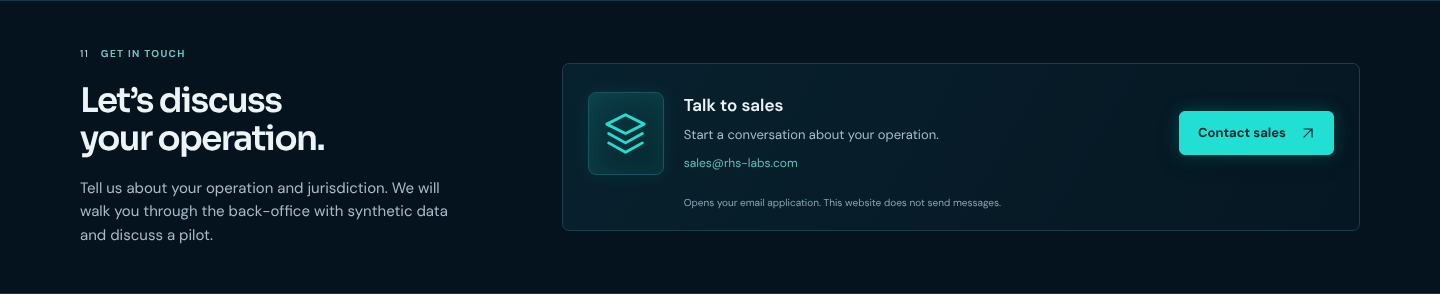 11 GET IN TOUCH
Let’s discuss
your operation.
Tell us about your operation and jurisdiction. We will
walk you through the back-office with synthetic data
and discuss a pilot.
Talk to sales
Start a conversation about your operation.
sales@rhs-labs.com
Opens your email application. This website does not send messages.
Contact sales